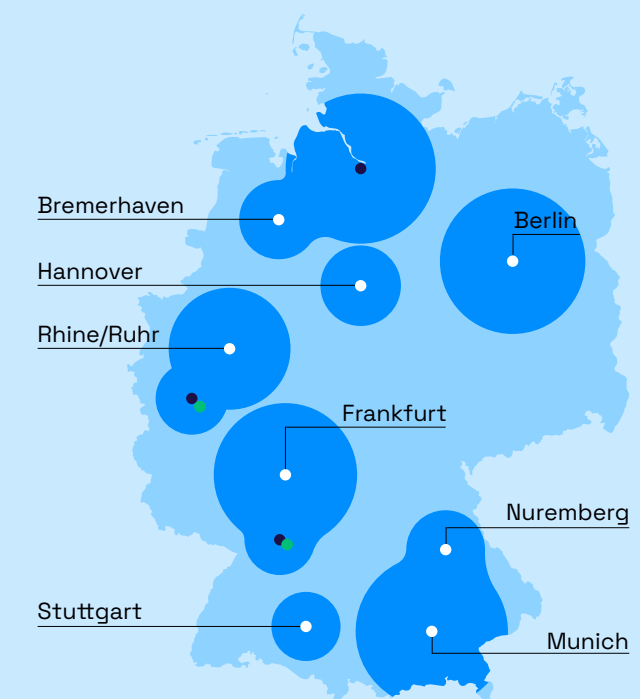 Bremerhaven
Berlin
Hannover
Rhine/Ruhr
Frankfurt
Nuremberg
Stuttgart
Munich